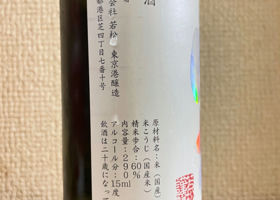 酒
会社 若松 東京港醸造
都港区芝四丁目七番十号
原材料名：米（国産）
米こうじ（国産米）
精米歩合：60％
内容量：290ml
アルコール分：15度
飲酒は二十歳になって